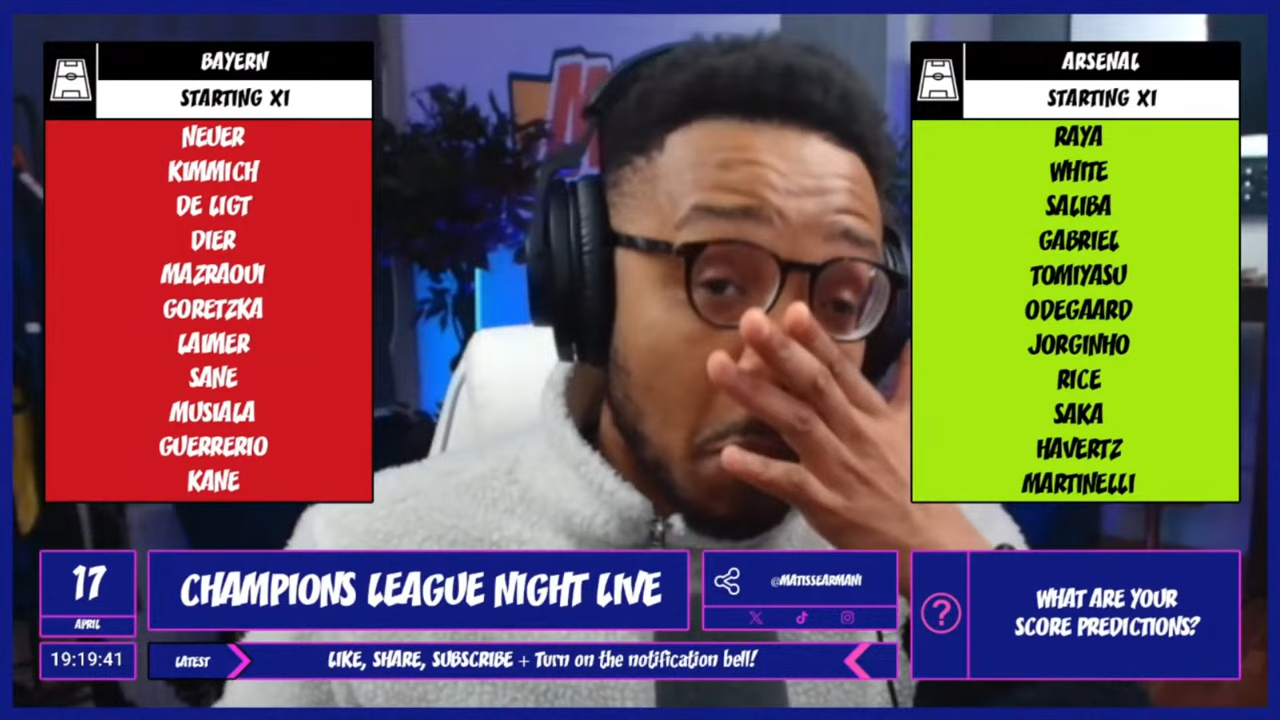 BAYERN
STARTING XI
NEUER
KIMMICH
DE LIGT
DIER
MAZRAOUI
GORETZKA
LAIMER
SANE
MUSIALA
GUERRERIO
KANE
ARSENAL
STARTING XI
RAYA
WHITE
SALIBA
GABRIEL
TOMIYASU
ODEGAARD
JORGINHO
RICE
SAKA
HAVERTZ
MARTINELLI
17
APRIL
19:19:41
CHAMPIONS LEAGUE NIGHT LIVE
@MATISSEARMANI
LATEST
LIKE, SHARE, SUBSCRIBE + Turn on the notification bell!
?
WHAT ARE YOUR
SCORE PREDICTIONS?